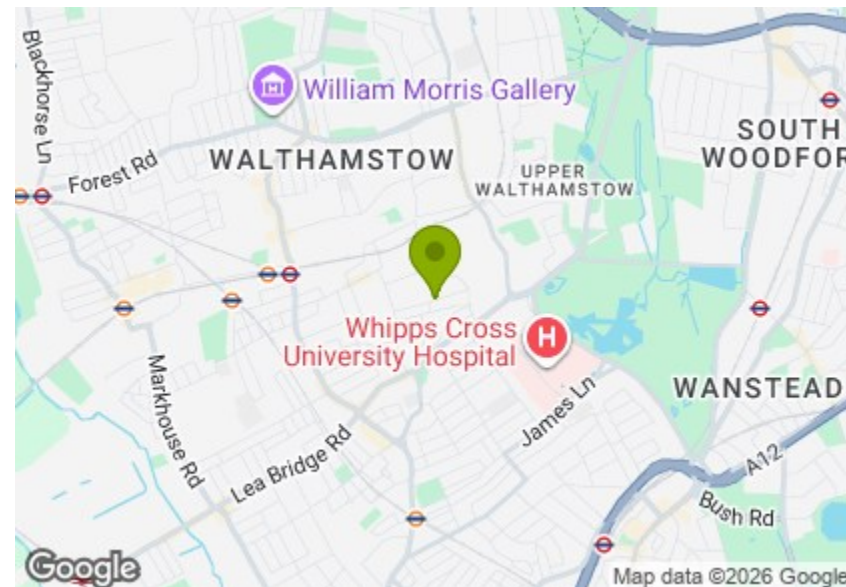 Blackhorse Ln
William Morris Gallery
SOUTH
WOODFOR
WALTHAMSTOW
Forest Rd
UPPER
WALTHAMSTOW
Whipps Cross
University Hospital
H
Markhouse Rd
James Ln
WANSTEAD
Lea Bridge Rd
A12
Bush Rd
Google
Map data ©2026 Google